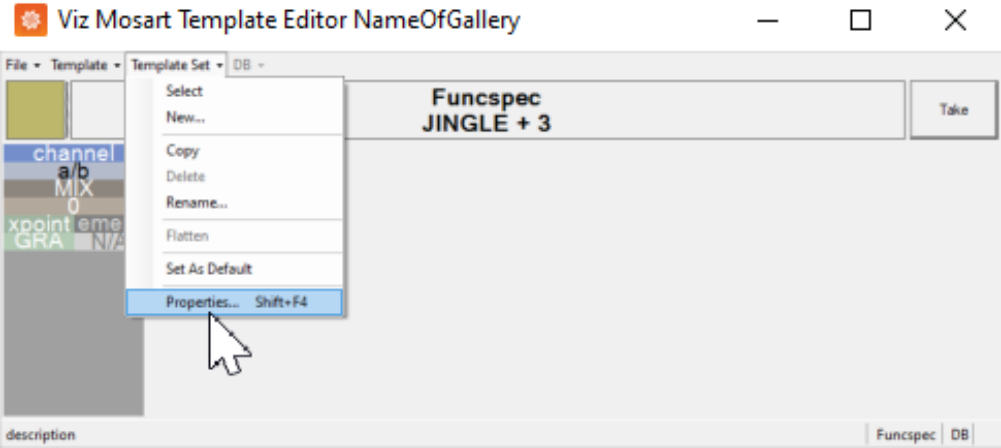 Viz Mosart Template Editor NameOfGallery
File Template Template Set DB
Select
New...
Copy
Delete
Rename...
Flatten
Set As Default
Properties... Shift+F4
Funcspec
JINGLE + 3
Take
channel
a/b
MIX
0
xpoint eme
GRA N/A
description
Funcspec DB